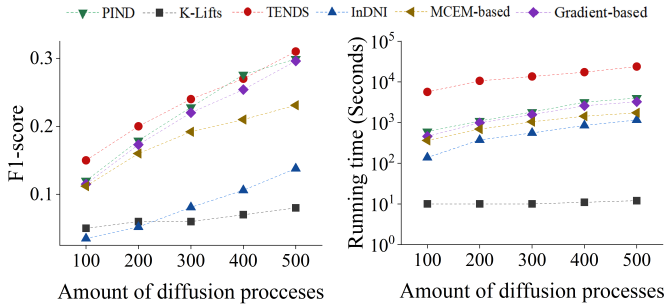 PIND K-Lifts TENDS InDNI MCEM-based Gradient-based
0.3
0.2
0.1
F1-score
100 200 300 400 500
Amount of diffusion proccesses
10^5
10^4
10^3
10^2
10^1
10^0
Running time (Seconds)
100 200 300 400 500
Amount of diffusion proccesses